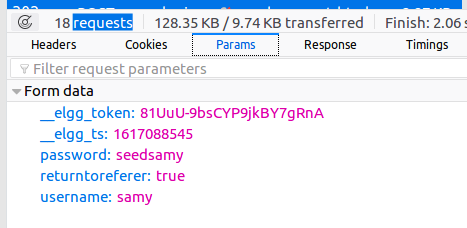 18 requests 128.35 KB / 9.74 KB transferred Finish: 2.06 s
Headers Cookies Params Response Timings
Filter request parameters
Form data
__elgg_token: 81UuU-9bsCYP9jkBY7gRnA
__elgg_ts: 1617088545
password: seedsamy
returntoreferer: true
username: samy